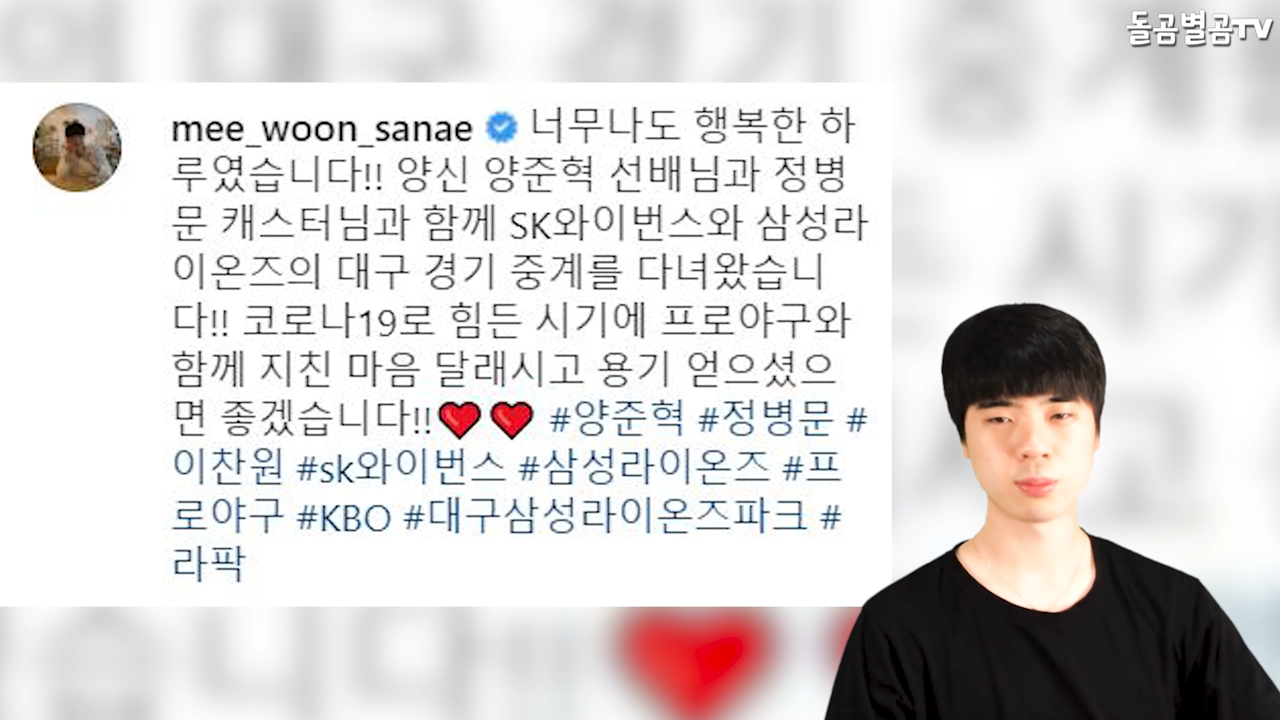 돌곰별곰TV
mee_woon_sanae 너무나도 행복한 하
루였습니다!! 양신 양준혁 선배님과 정병
문 캐스터님과 함께 SK와이번스와 삼성라
이온즈의 대구 경기 중계를 다녀왔습니
다!! 코로나19로 힘든 시기에 프로야구와
함께 지친 마음 달래시고 용기 얻으셨으
면 좋겠습니다!!❤️❤️ #양준혁 #정병문 #
이찬원 #sk와이번스 #삼성라이온즈 #프
로야구 #KBO #대구삼성라이온즈파크 #
라팍